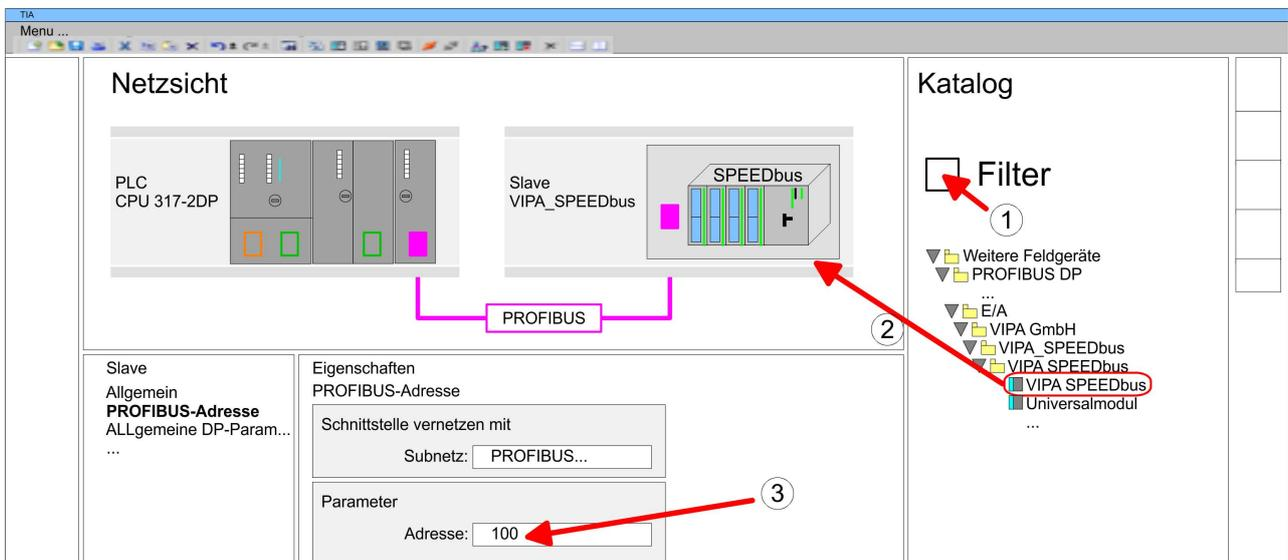 TIA
Menu ...
Netzsicht
PLC
CPU 317-2DP
Slave
VIPA_SPEEDbus
SPEEDbus
PROFIBUS
2
Katalog
Filter
1
Weitere Feldgeräte
PROFIBUS DP
...
E/A
VIPA GmbH
VIPA_SPEEDbus
VIPA SPEEDbus
VIPA SPEEDbus
Universalmodul
...
Slave
Allgemein
PROFIBUS-Adresse
ALLgemeine DP-Param...
...
Eigenschaften
PROFIBUS-Adresse
Schnittstelle vernetzen mit
Subnetz: PROFIBUS...
Parameter
Adresse: 100
3